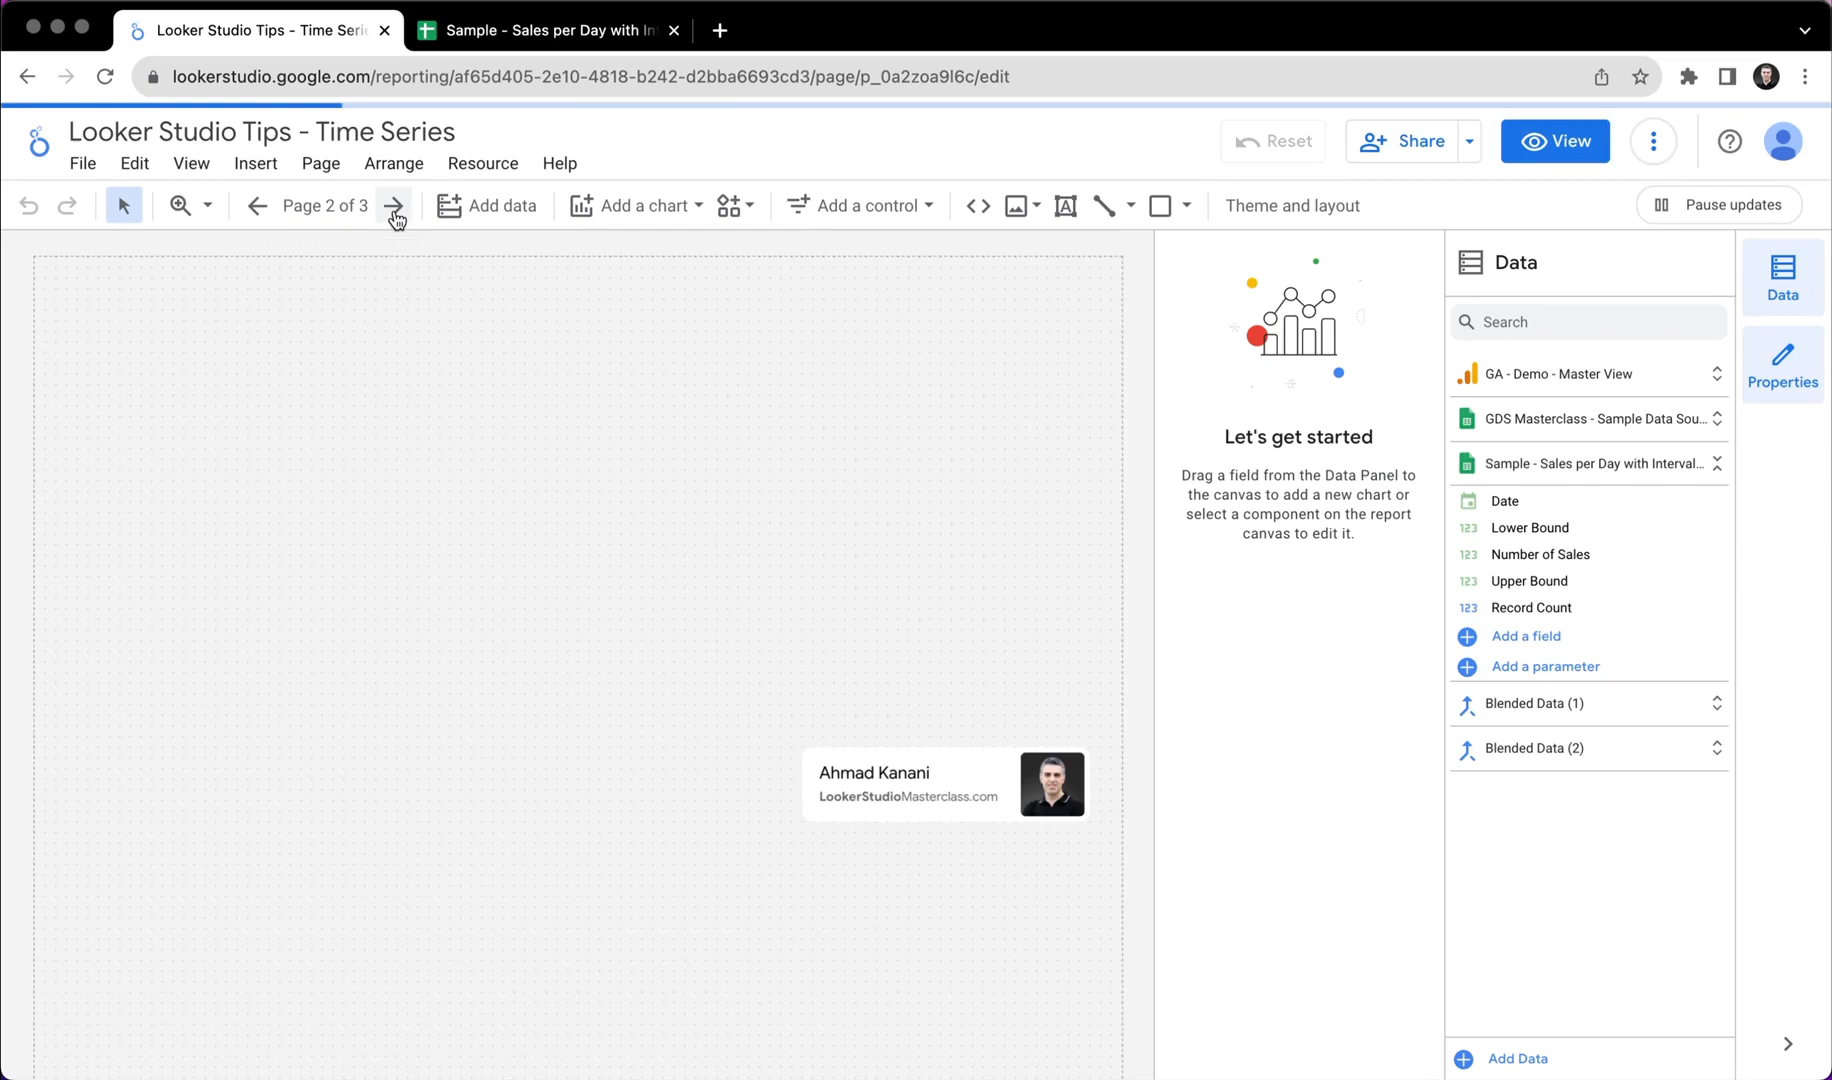 Looker Studio Tips - Time Seri
Sample - Sales per Day with In
lookerstudio.google.com/reporting/af65d405-2e10-4818-b242-d2bba6693cd3/page/p_0a2zoa9l6c/edit
Looker Studio Tips - Time Series
File Edit View Insert Page Arrange Resource Help
Reset
Share
View
Page 2 of 3
Add data
Add a chart
Add a control
Theme and layout
Pause updates
Let's get started
Drag a field from the Data Panel to
the canvas to add a new chart or
select a component on the report
canvas to edit it.
Data
Search
GA - Demo - Master View
GDS Masterclass - Sample Data Sou...
Sample - Sales per Day with Interval...
Date
123 Lower Bound
123 Number of Sales
123 Upper Bound
123 Record Count
Add a field
Add a parameter
Blended Data (1)
Blended Data (2)
Add Data
Data
Properties
Ahmad Kanani
LookerStudioMasterclass.com